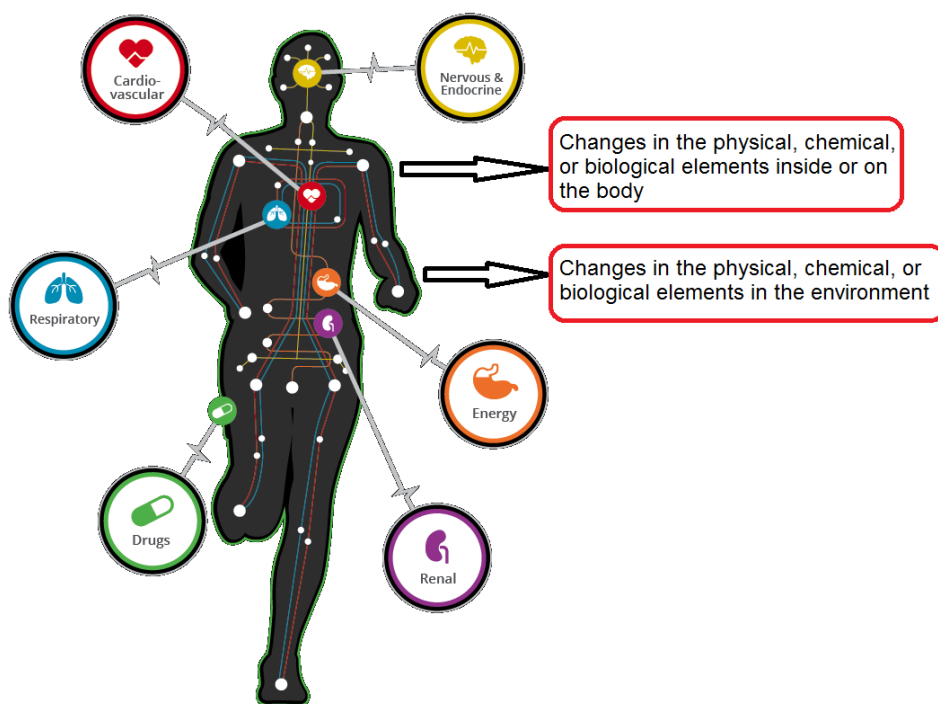 Cardio-
vascular
Nervous &
Endocrine
Changes in the physical, chemical,
or biological elements inside or on
the body
Changes in the physical, chemical, or
biological elements in the environment
Respiratory
Energy
Drugs
Renal